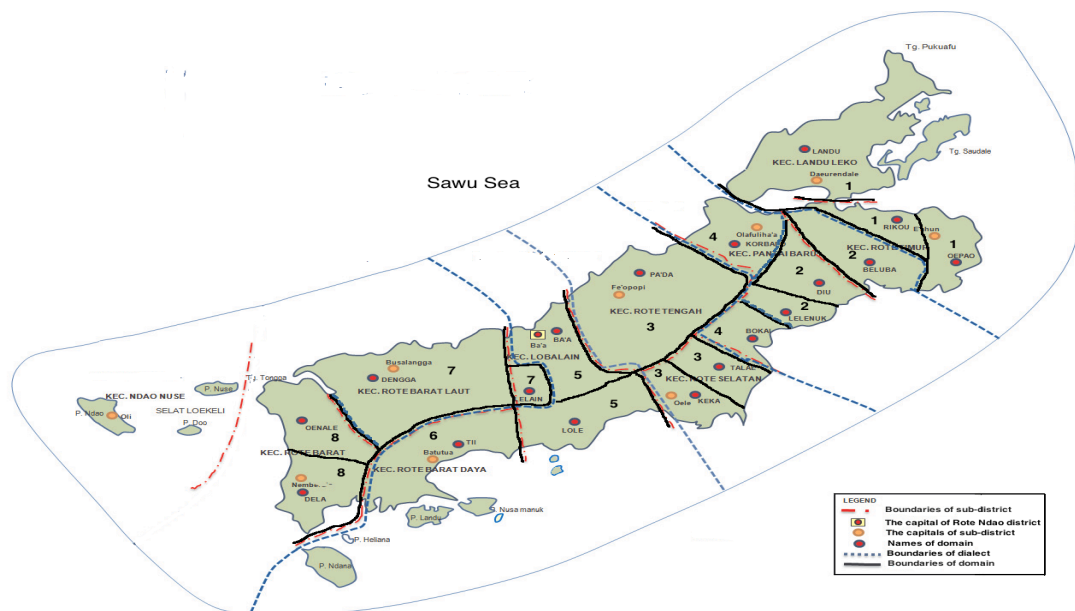 Tg. Pukuafu
LANDU
KEC. LANDU LEKO
Tg. Saudale
Daeurendale
Sawu Sea
1
1
RIKOU
4
Olafuliha'a
1
KEC. PANTAI BARU
KEC. ROTE TIMUR
2
BELUBA
OEPAO
PA'DA
2
DIU
Fe'opopi
2
LELENUK
KEC. ROTE TENGAH
3
4
BOKAI
Ba'a
BA'A
KEC. LOBALAIN
3
TALAE
Busalangga
7
DENGGA
KEC. ROTE BARAT LAUT
7
5
3
KEC. ROTE SELATAN
LELAIN
Oela
KEKA
5
P. Nuse
KEC. NDAO NUSE
P. Ndao
Oli
SELAT LOEKELI
P. Doo
OENALE
8
6
TII
LOLE
KEC. ROTE BARAT
Batutua
8
KEC. ROTE BARAT DAYA
DELA
P. Landu
Nusa manuk
P. Heliana
P. Ndana
LEGEND
Boundaries of sub-district
The capital of Rote Ndao district
The capitals of sub-district
Names of domain
Boundaries of dialect
Boundaries of domain